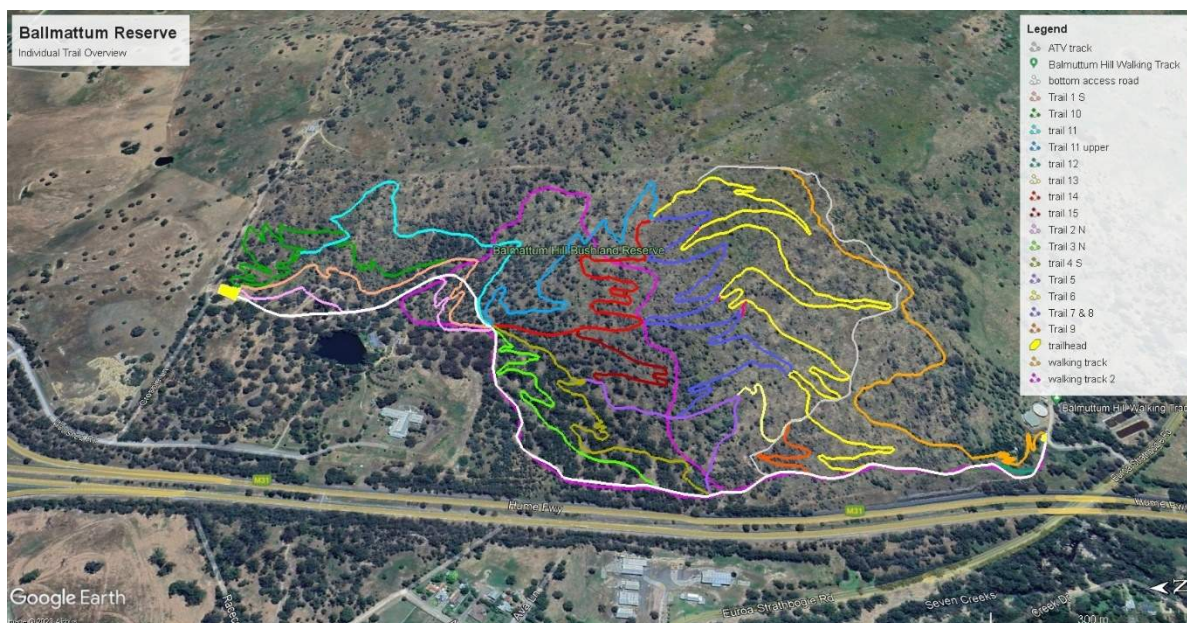 Ballmattum Reserve
Individual Trail Overview
Legend
ATV track
Balmuttum Hill Walking Track
bottom access road
Trail 1 S
Trail 10
trail 11
Trail 11 upper
trail 12
trail 13
trail 14
trail 15
Trail 2 N
Trail 3 N
trail 4 S
Trail 5
Trail 6
Trail 7 & 8
Trail 9
trailhead
walking track
walking track 2
Balmattum Hill Bushland Reserve
Balmuttum Hill Walking Trac
M31
Hume Fwy
M31
Hume Fw
Euroa Strathbogie Rd
Seven Creeks
Google Earth
300 m
N